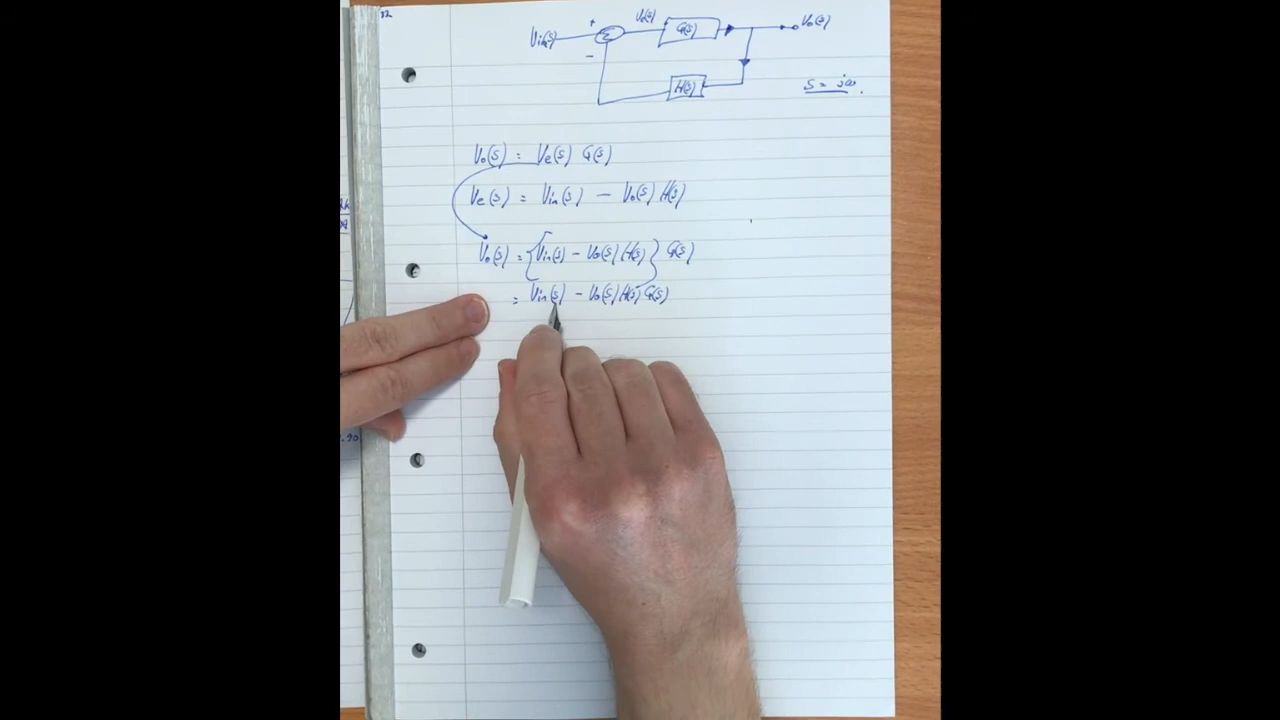 Vin(s) + Σ − Ve(s) G(s) Vo(s)
H(s) S = jω.
Vo(s) = Ve(s) G(s)
Ve(s) = Vin(s) − Vo(s) H(s)
Vo(s) = {Vin(s) − Vo(s) H(s)} G(s)
= Vin(s) − Vo(s) H(s) G(s)